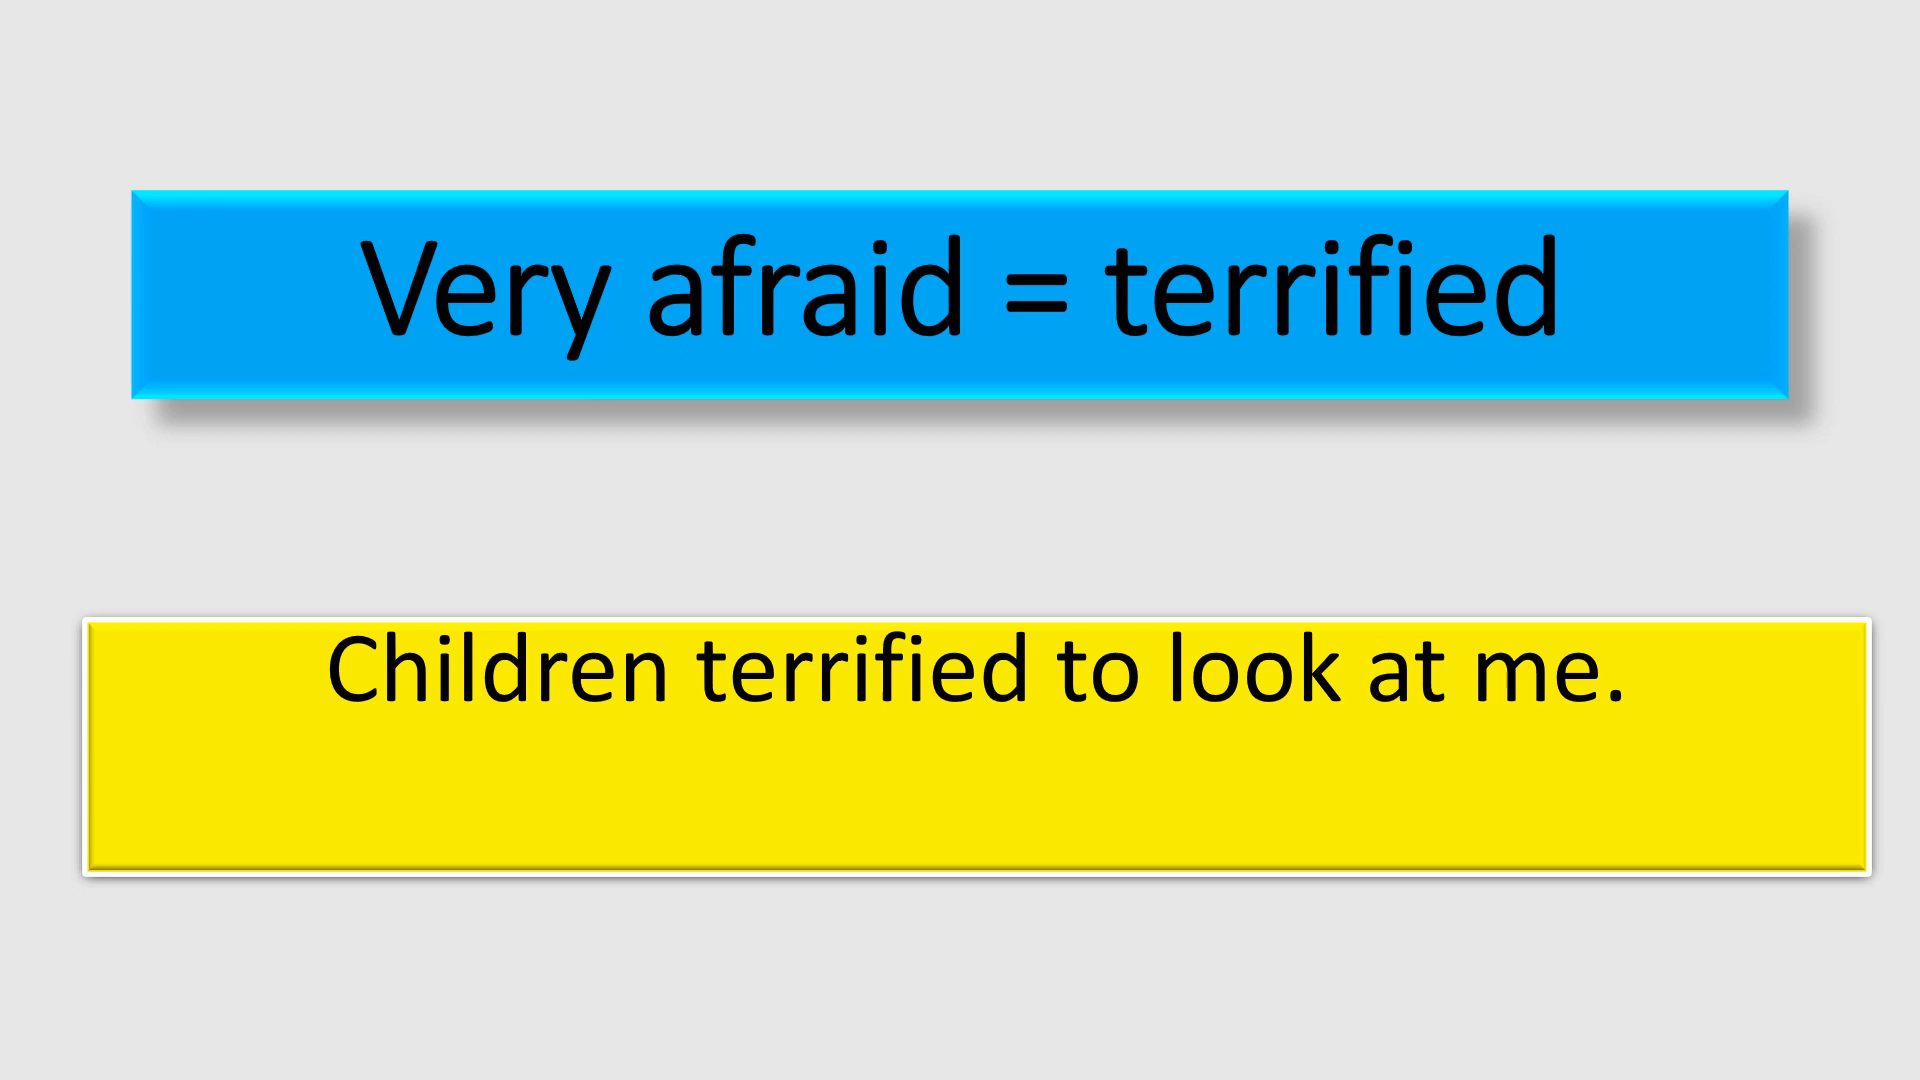 Very afraid = terrified
Children terrified to look at me.